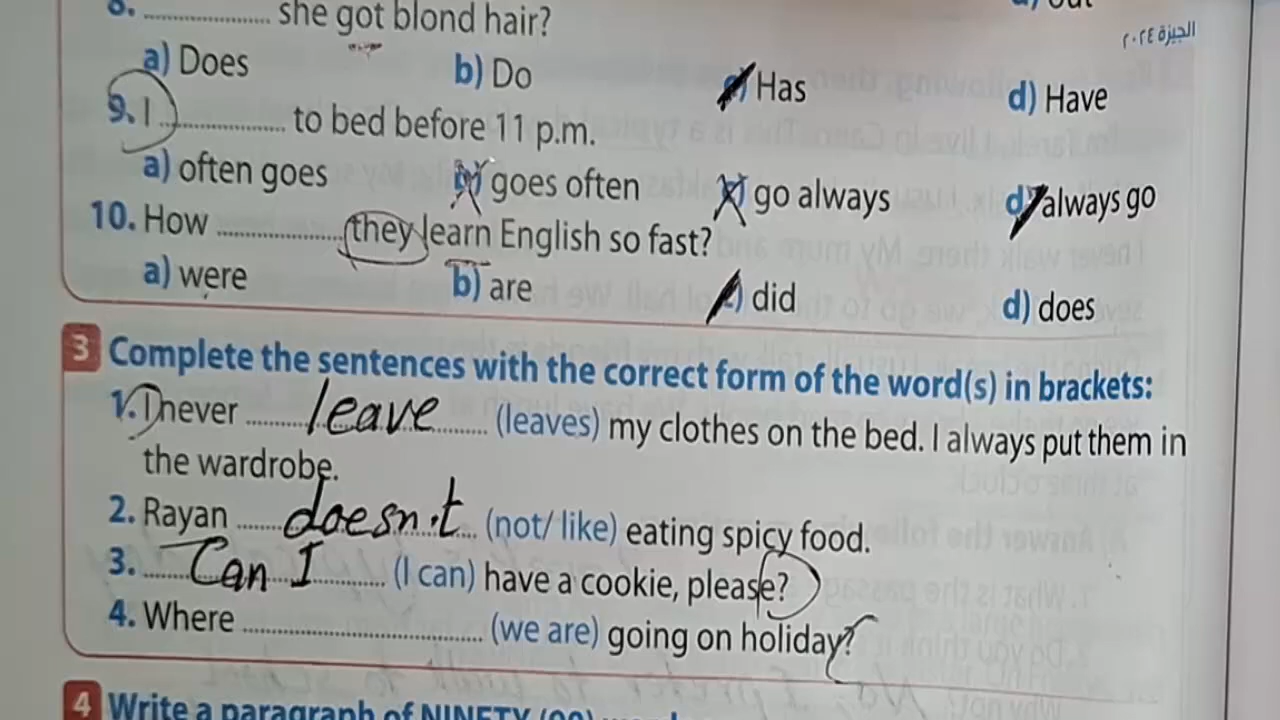 8. .................. she got blond hair?
الجيزة ٢٠٢٤
a) Does b) Do c) Has d) Have
9. I .................. to bed before 11 p.m.
a) often goes b) goes often c) go always d) always go
10. How .................. they learn English so fast?
a) were b) are c) did d) does
3 Complete the sentences with the correct form of the word(s) in brackets:
1. I never leave (leaves) my clothes on the bed. I always put them in
the wardrobe.
2. Rayan doesn't (not/ like) eating spicy food.
3. Can I (I can) have a cookie, please?
4. Where .................. (we are) going on holiday?
4 Write a paragraph of NINETY (90)